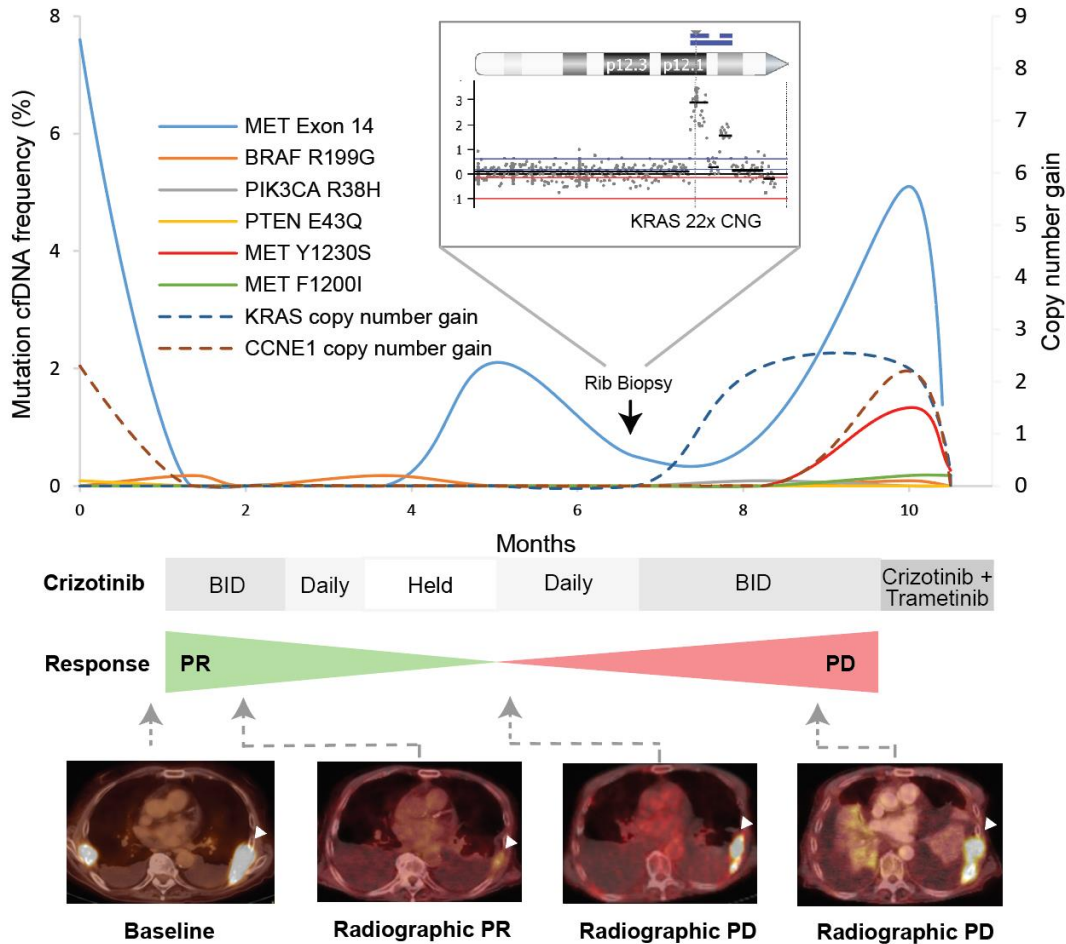 8
7
6
4
2
0
Mutation cfDNA frequency (%)
MET Exon 14
BRAF R199G
PIK3CA R38H
PTEN E43Q
MET Y1230S
MET F1200I
KRAS copy number gain
CCNE1 copy number gain
p12.3 p12.1
3
2
1
0
-1
KRAS 22x CNG
Rib Biopsy
9
8
7
6
5
4
3
2
1
0
Copy number gain
0 2 4 6 8 10
Months
Crizotinib BID Daily Held Daily BID Crizotinib +
Trametinib
Response PR PD
Baseline Radiographic PR Radiographic PD Radiographic PD